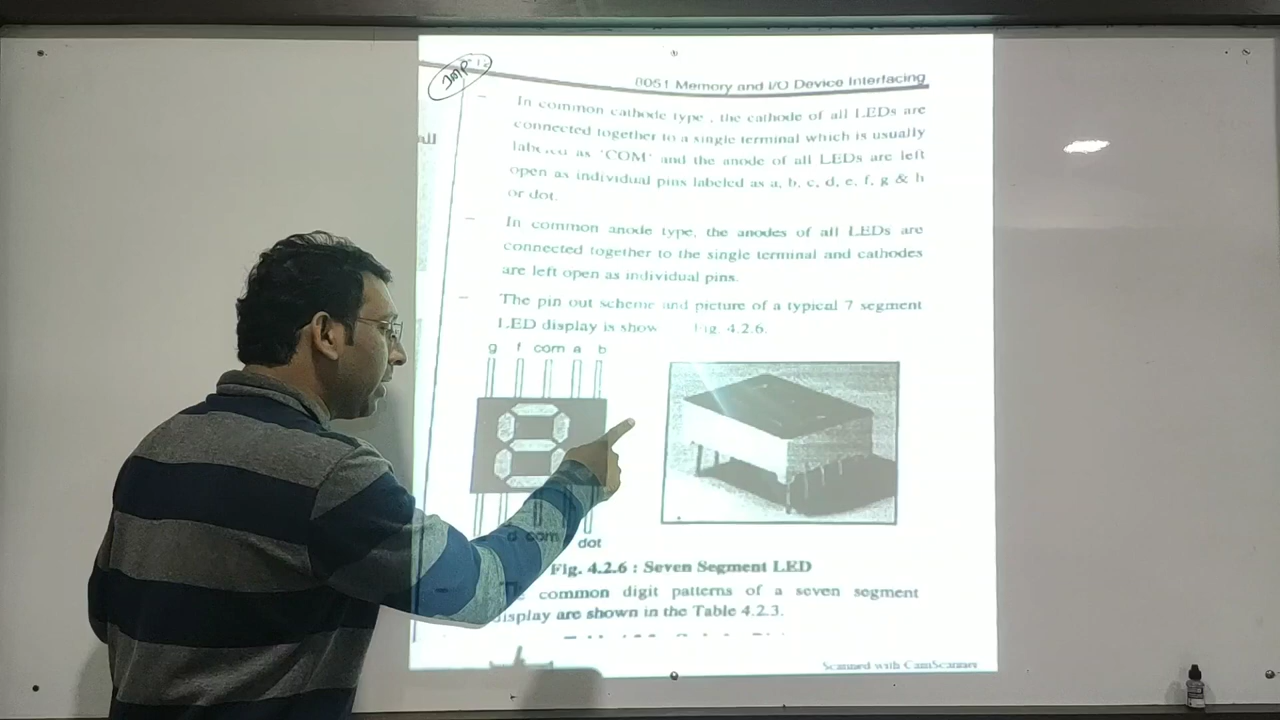 IMP
8051 Memory and I/O Device Interfacing
In common cathode type , the cathode of all LEDs are
connected together to a single terminal which is usually
labeled as 'COM' and the anode of all LEDs are left
open as individual pins labeled as a, b, c, d, e, f, g & h
or dot.
In common anode type, the anodes of all LEDs are
connected together to the single terminal and cathodes
are left open as individual pins.
The pin out scheme and picture of a typical 7 segment
LED display is show Fig. 4.2.6.
g f com a b
d com dot
Fig. 4.2.6 : Seven Segment LED
common digit patterns of a seven segment
display are shown in the Table 4.2.3.
Scanned with CamScanner